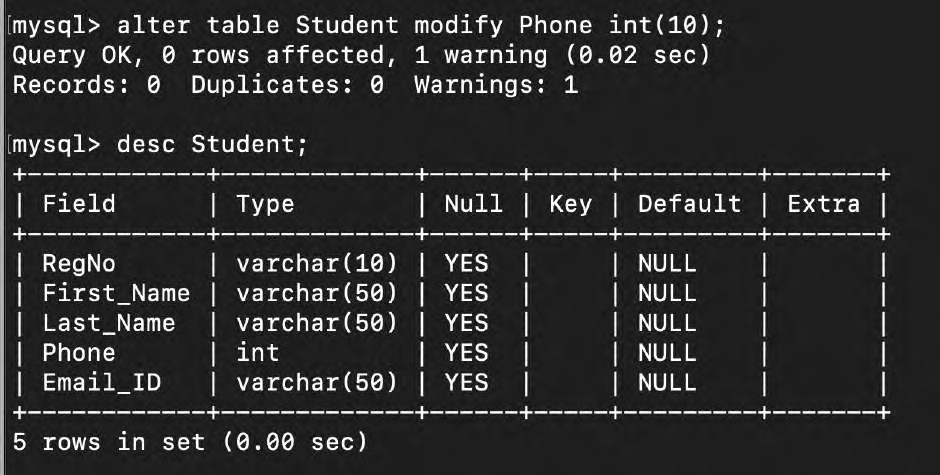 [mysql> alter table Student modify Phone int(10);
Query OK, 0 rows affected, 1 warning (0.02 sec)
Records: 0  Duplicates: 0  Warnings: 1

[mysql> desc Student;
+------------+-------------+------+-----+---------+-------+
| Field      | Type        | Null | Key | Default | Extra |
+------------+-------------+------+-----+---------+-------+
| RegNo      | varchar(10) | YES  |     | NULL    |       |
| First_Name | varchar(50) | YES  |     | NULL    |       |
| Last_Name  | varchar(50) | YES  |     | NULL    |       |
| Phone      | int         | YES  |     | NULL    |       |
| Email_ID   | varchar(50) | YES  |     | NULL    |       |
+------------+-------------+------+-----+---------+-------+
5 rows in set (0.00 sec)